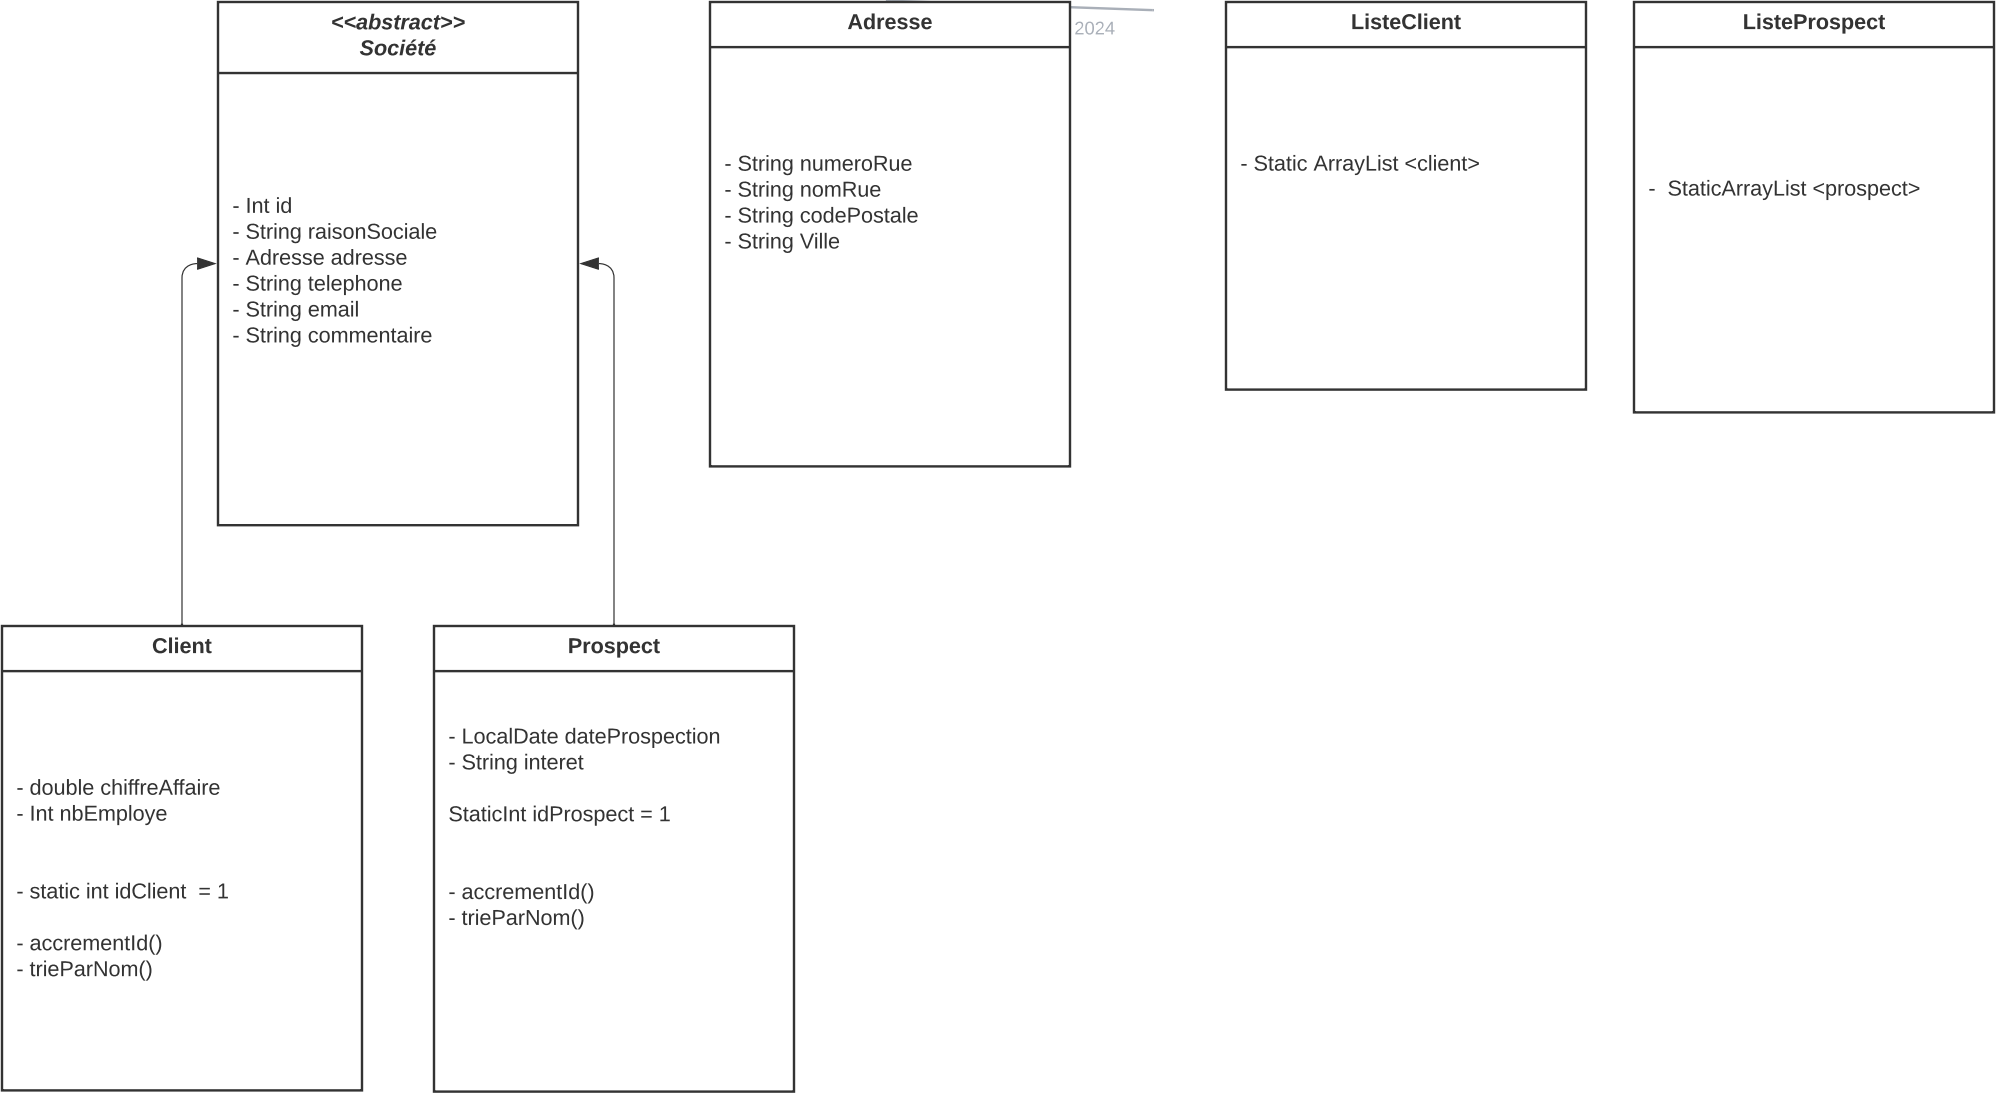 <<abstract>>
Société
- Int id
- String raisonSociale
- Adresse adresse
- String telephone
- String email
- String commentaire
Adresse
- String numeroRue
- String nomRue
- String codePostale
- String Ville
2024
ListeClient
- Static ArrayList <client>
ListeProspect
-  StaticArrayList <prospect>
Client
- double chiffreAffaire
- Int nbEmploye
- static int idClient  = 1
- accrementId()
- trieParNom()
Prospect
- LocalDate dateProspection
- String interet
StaticInt idProspect = 1
- accrementId()
- trieParNom()